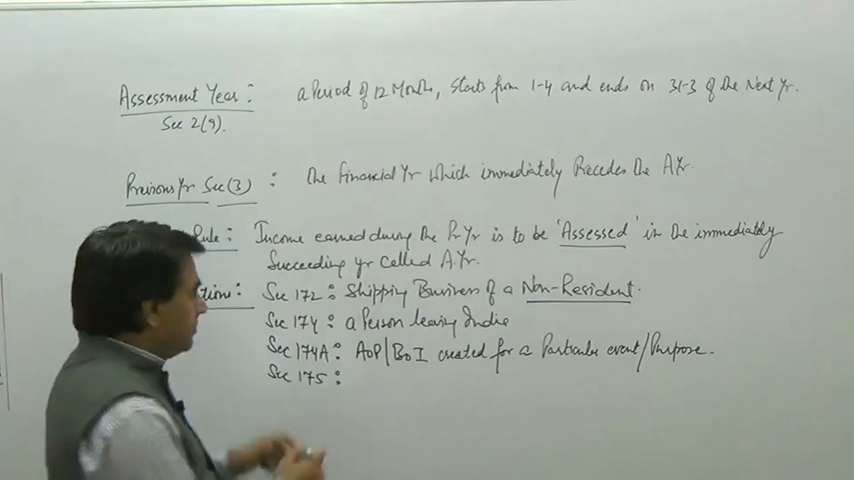 Assessment Year : a Period of 12 Months, starts from 1-4 and ends on 31-3 of the Next Yr.
Sec 2(9).
Previous Yr Sec(3) : the Financial Yr which immediately Precedes the A.Yr.
Rule : Income earned during the Pr.Yr is to be 'Assessed' in the immediately
Succeeding yr called A.Yr.
tion : Sec 172 : Shipping Business of a Non-Resident.
Sec 174 : a Person leaving India
Sec 174A : AOP/BOI created for a Particular event/Purpose.
Sec 175 :